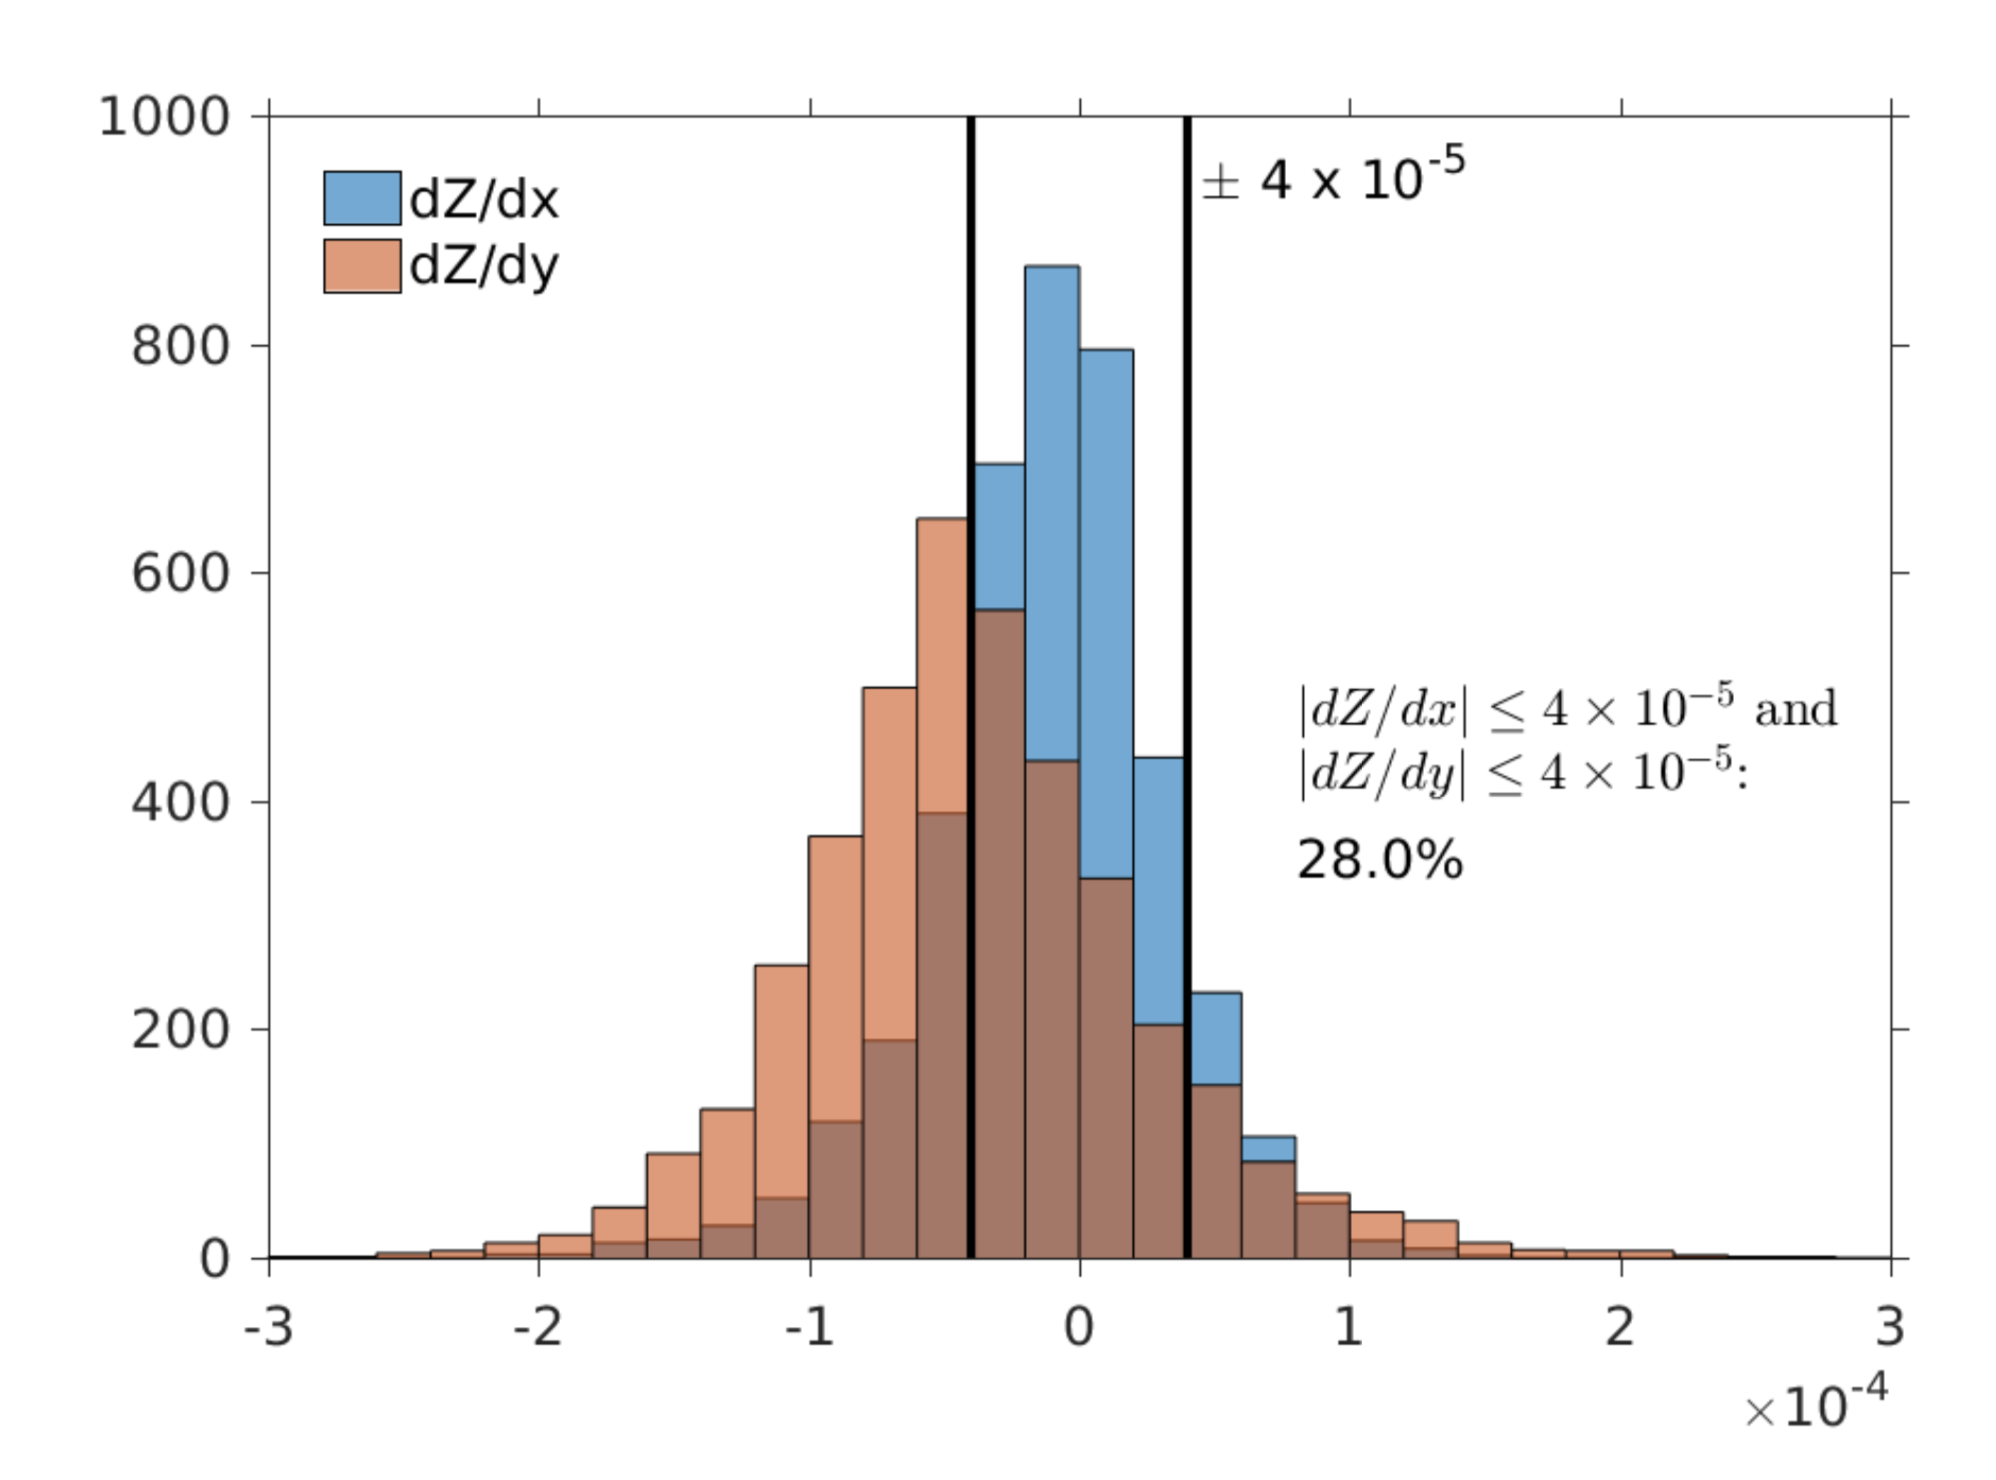 1000
800
600
400
200
0
dZ/dx
dZ/dy
± 4 x 10^-5
|dZ/dx| ≤ 4 × 10^−5 and
|dZ/dy| ≤ 4 × 10^−5:
28.0%
-3 -2 -1 0 1 2 3
×10^-4